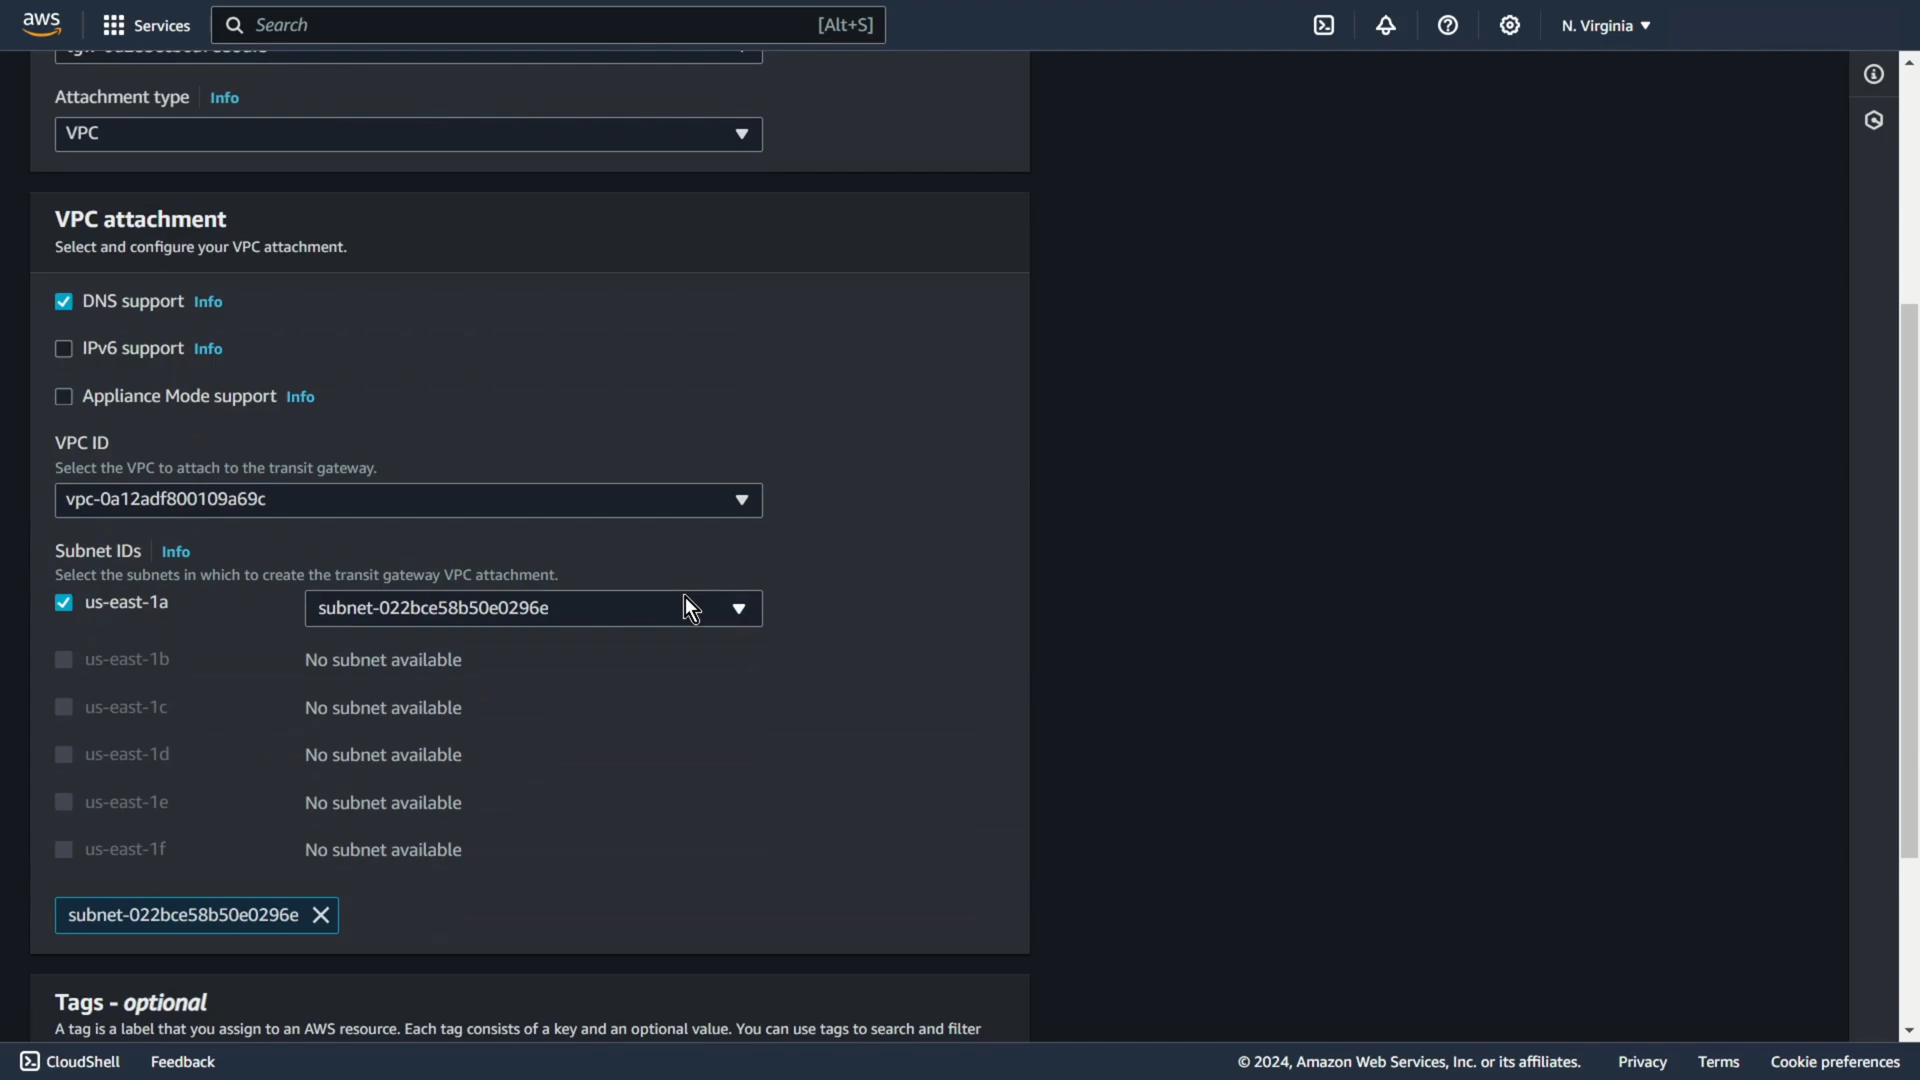 aws
Services
Search
[Alt+S]
N. Virginia
Attachment type
Info
VPC
VPC attachment
Select and configure your VPC attachment.
DNS support Info
IPv6 support Info
Appliance Mode support Info
VPC ID
Select the VPC to attach to the transit gateway.
vpc-0a12adf800109a69c
Subnet IDs
Info
Select the subnets in which to create the transit gateway VPC attachment.
us-east-1a
subnet-022bce58b50e0296e
us-east-1b
No subnet available
us-east-1c
No subnet available
us-east-1d
No subnet available
us-east-1e
No subnet available
us-east-1f
No subnet available
subnet-022bce58b50e0296e
Tags - optional
A tag is a label that you assign to an AWS resource. Each tag consists of a key and an optional value. You can use tags to search and filter
CloudShell
Feedback
© 2024, Amazon Web Services, Inc. or its affiliates.
Privacy
Terms
Cookie preferences